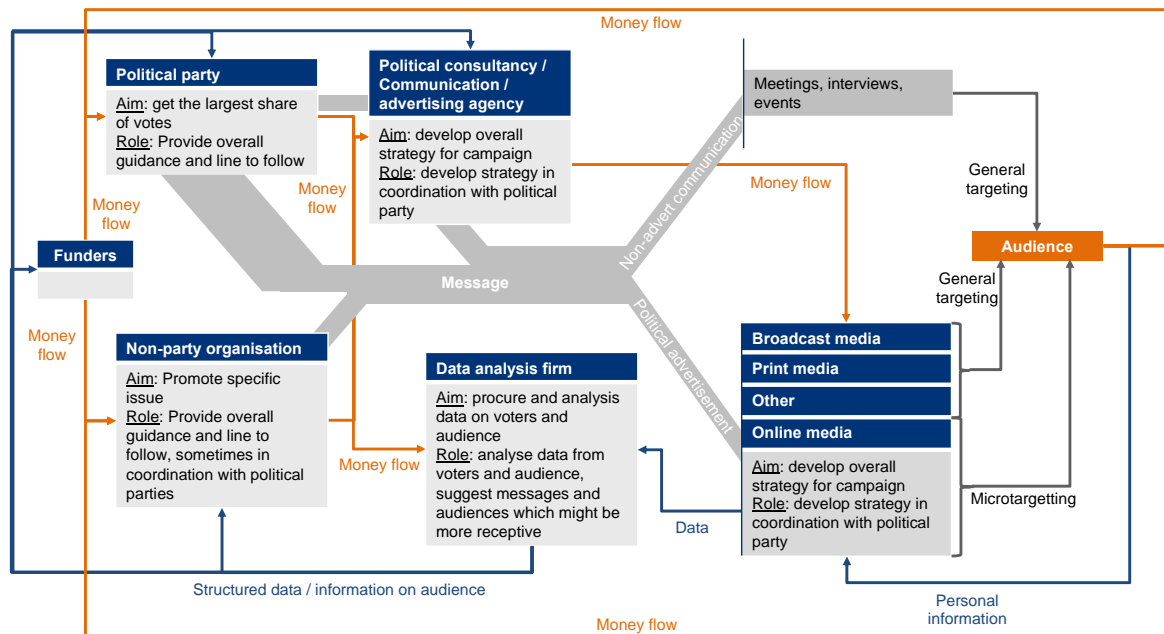 Money flow
Political party
Aim: get the largest share
of votes
Role: Provide overall
guidance and line to follow
Political consultancy /
Communication /
advertising agency
Aim: develop overall
strategy for campaign
Role: develop strategy in
coordination with political
party
Meetings, interviews,
events
Non-advert communication
General
targeting
Money flow
Money
flow
Money
flow
Funders
Audience
Message
General
targeting
Money
flow
Political advertisement
Non-party organisation
Aim: Promote specific
issue
Role: Provide overall
guidance and line to
follow, sometimes in
coordination with political
parties
Money flow
Data analysis firm
Aim: procure and analysis
data on voters and
audience
Role: analyse data from
voters and audience,
suggest messages and
audiences which might be
more receptive
Broadcast media
Print media
Other
Online media
Aim: develop overall
strategy for campaign
Role: develop strategy in
coordination with political
party
Microtargetting
Data
Structured data / information on audience
Personal
information
Money flow